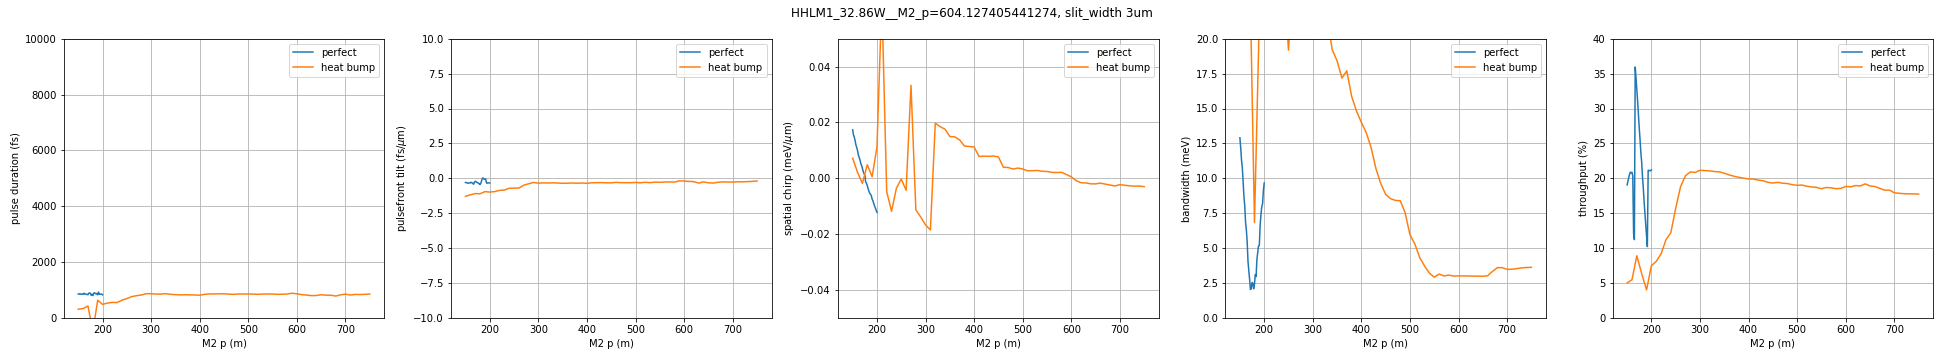 HHLM1_32.86W__M2_p=604.127405441274, slit_width 3um
pulse duration (fs)
10000
8000
6000
4000
2000
0
perfect
heat bump
200 300 400 500 600 700
M2 p (m)
pulsefront tilt (fs/μm)
10.0
7.5
5.0
2.5
0.0
−2.5
−5.0
−7.5
−10.0
perfect
heat bump
200 300 400 500 600 700
M2 p (m)
spatial chirp (meV/μm)
0.04
0.02
0.00
−0.02
−0.04
perfect
heat bump
200 300 400 500 600 700
M2 p (m)
bandwidth (meV)
20.0
17.5
15.0
12.5
10.0
7.5
5.0
2.5
0.0
perfect
heat bump
200 300 400 500 600 700
M2 p (m)
throughput (%)
40
35
30
25
20
15
10
5
0
perfect
heat bump
200 300 400 500 600 700
M2 p (m)